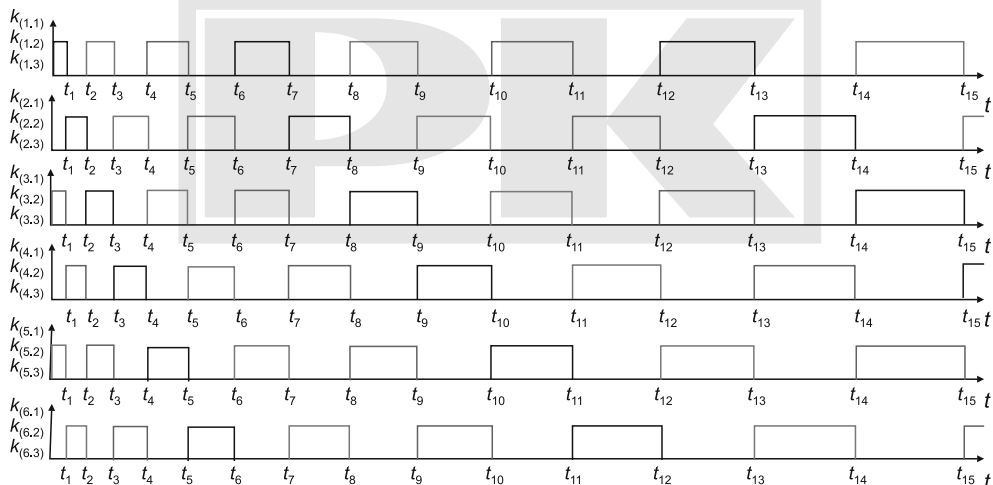 k(1.1)
k(1.2)
k(1.3)
t1 t2 t3 t4 t5 t6 t7 t8 t9 t10 t11 t12 t13 t14 t15 t
k(2.1)
k(2.2)
k(2.3)
t1 t2 t3 t4 t5 t6 t7 t8 t9 t10 t11 t12 t13 t14 t15 t
k(3.1)
k(3.2)
k(3.3)
t1 t2 t3 t4 t5 t6 t7 t8 t9 t10 t11 t12 t13 t14 t15 t
k(4.1)
k(4.2)
k(4.3)
t1 t2 t3 t4 t5 t6 t7 t8 t9 t10 t11 t12 t13 t14 t15 t
k(5.1)
k(5.2)
k(5.3)
t1 t2 t3 t4 t5 t6 t7 t8 t9 t10 t11 t12 t13 t14 t15 t
k(6.1)
k(6.2)
k(6.3)
t1 t2 t3 t4 t5 t6 t7 t8 t9 t10 t11 t12 t13 t14 t15 t
PK